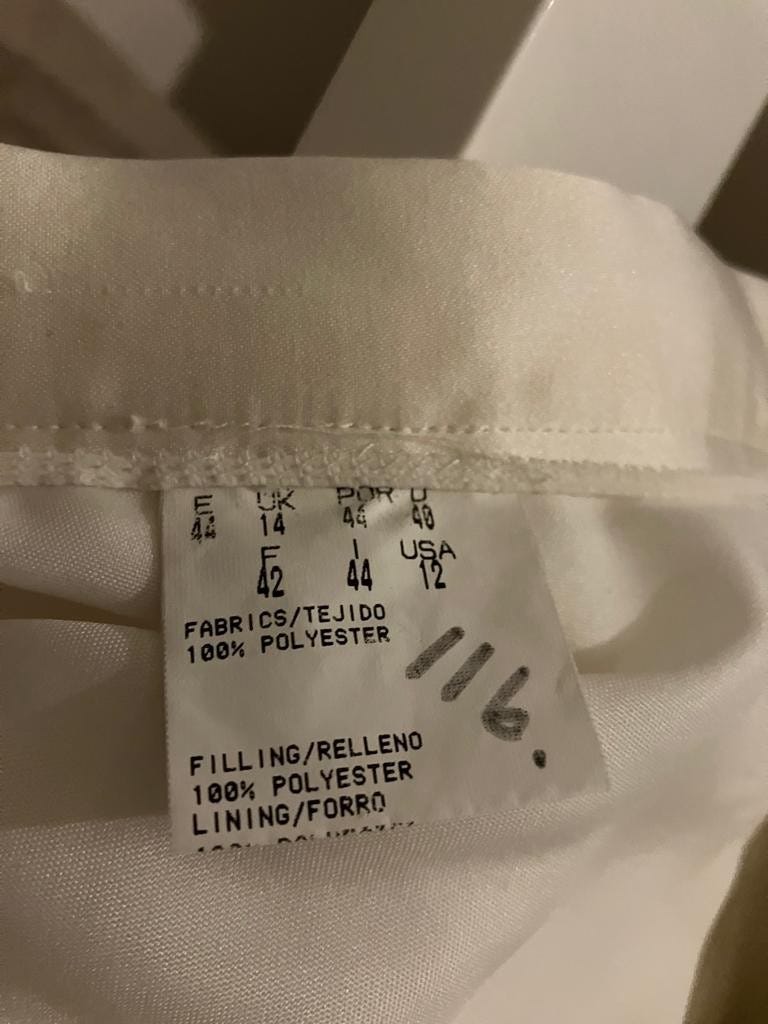 E UK POR D
44 14 44 40
F I USA
42 44 12
FABRICS/TEJIDO
100% POLYESTER
116.
FILLING/RELLENO
100% POLYESTER
LINING/FORRO